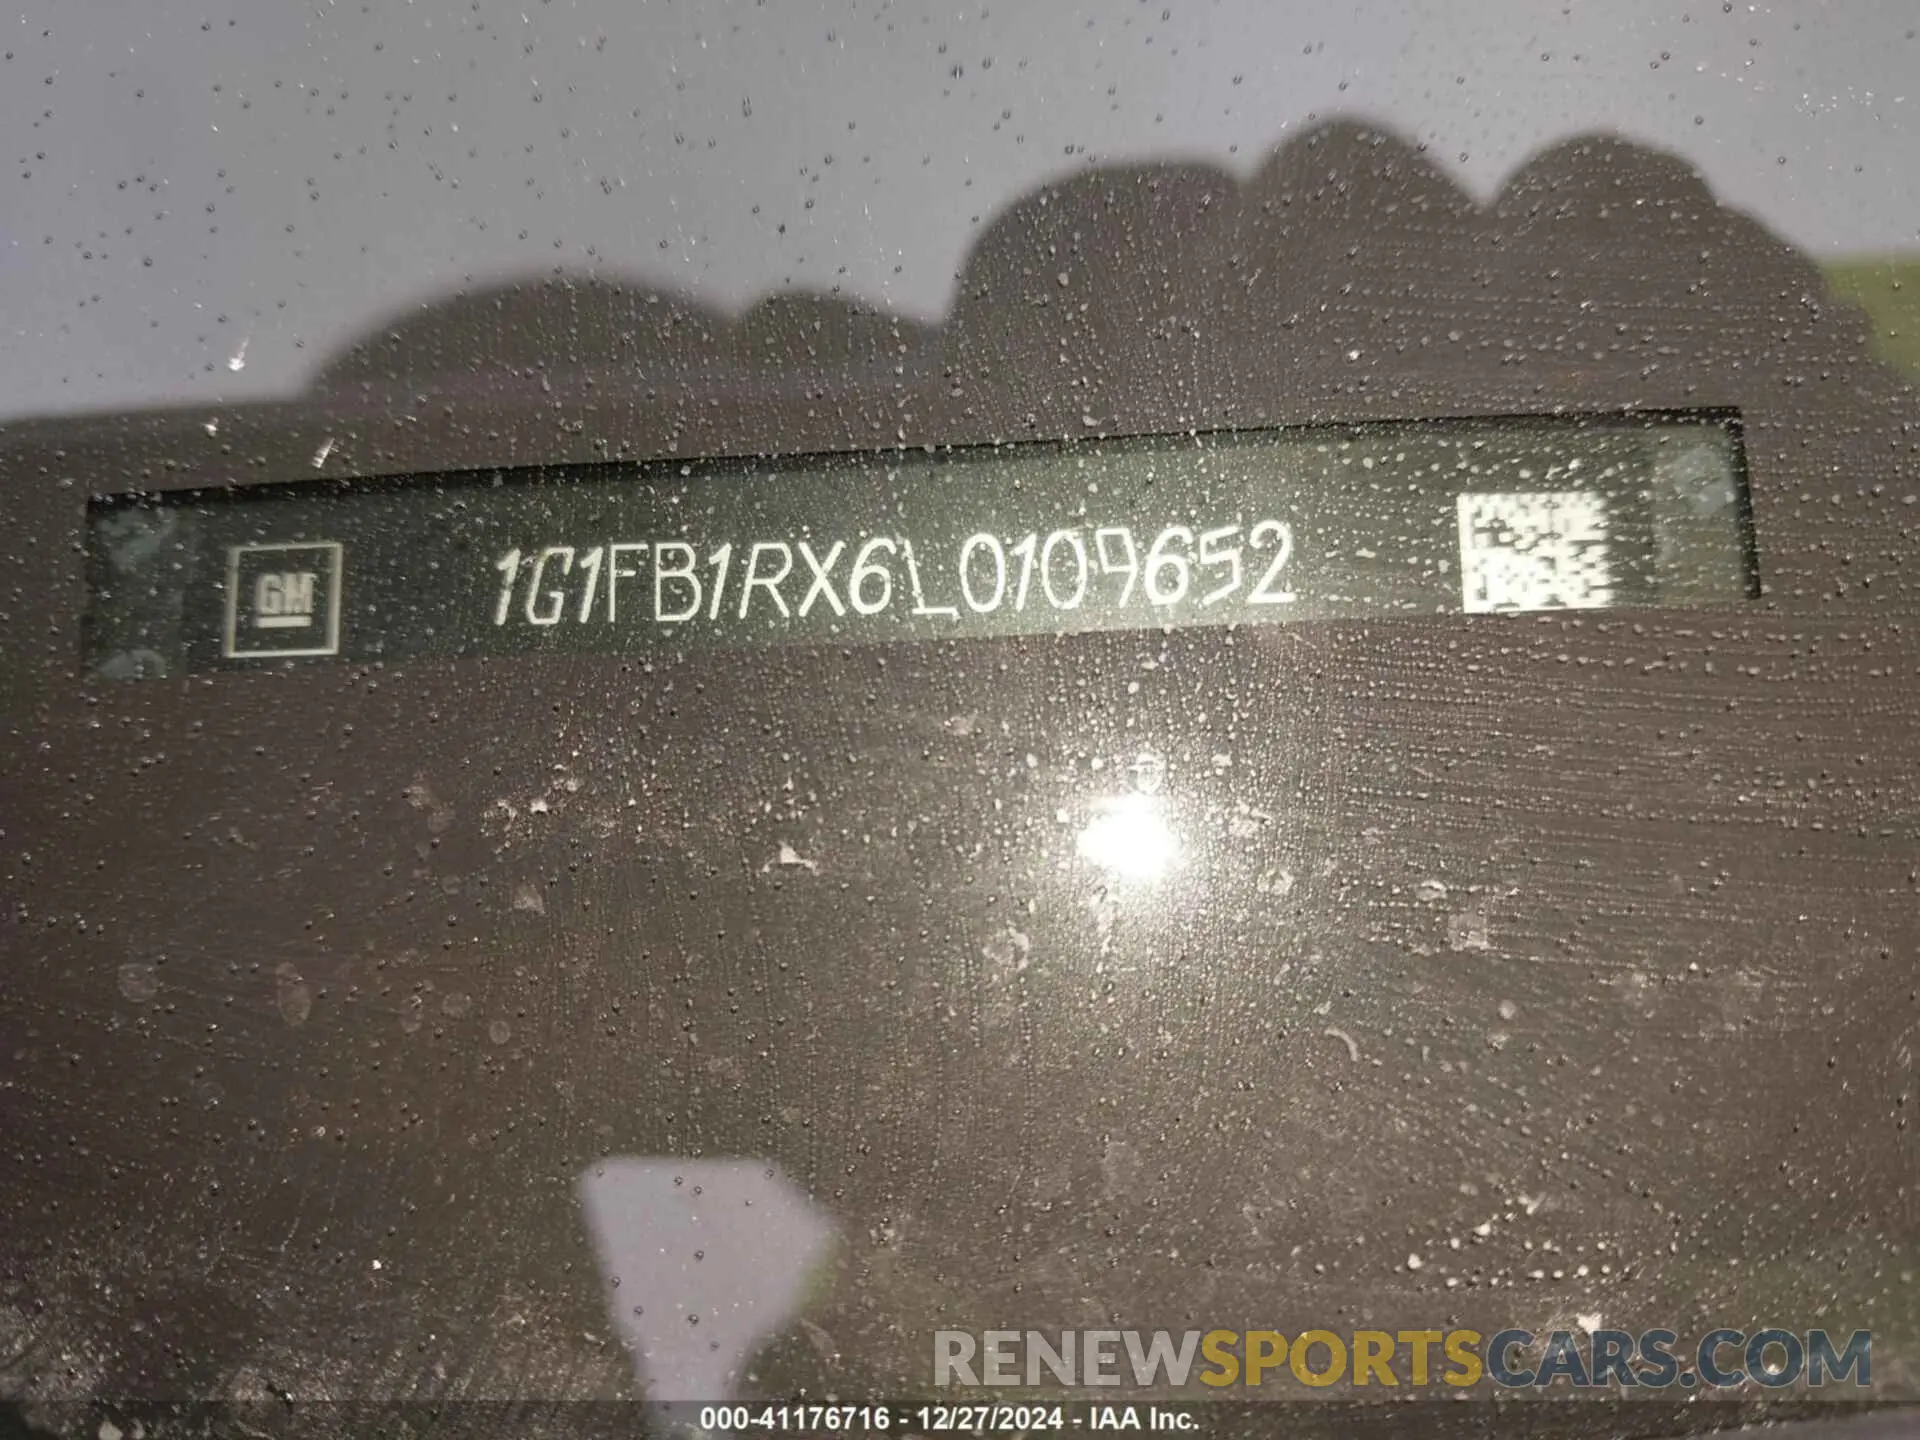 GM
1G1FB1RX6L0109652
RENEWSPORTSCARS.COM
000-41176716 - 12/27/2024 - IAA Inc.